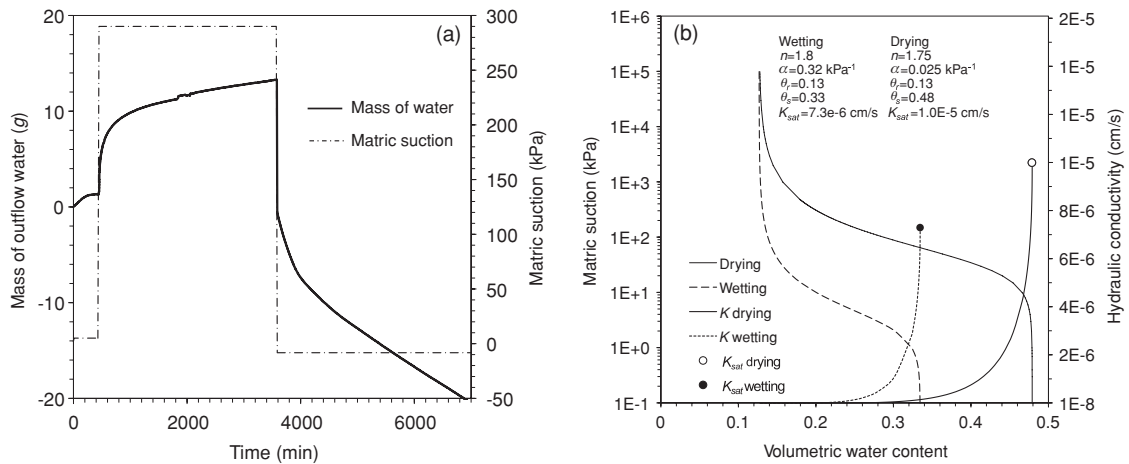 (a)
20
10
0
-10
-20
Mass of outflow water (g)
0
2000
4000
6000
Time (min)
300
250
200
150
100
50
0
-50
Matric suction (kPa)
Mass of water
Matric suction
(b)
1E+6
1E+5
1E+4
1E+3
1E+2
1E+1
1E+0
1E-1
Matric suction (kPa)
0
0.1
0.2
0.3
0.4
0.5
Volumetric water content
2E-5
1E-5
1E-5
1E-5
8E-6
6E-6
4E-6
2E-6
1E-8
Hydraulic conductivity (cm/s)
Wetting
n=1.8
α=0.32 kPa⁻¹
θr=0.13
θs=0.33
Ksat=7.3e-6 cm/s
Drying
n=1.75
α=0.025 kPa⁻¹
θr=0.13
θs=0.48
Ksat=1.0E-5 cm/s
Drying
Wetting
K drying
K wetting
Ksat drying
Ksat wetting